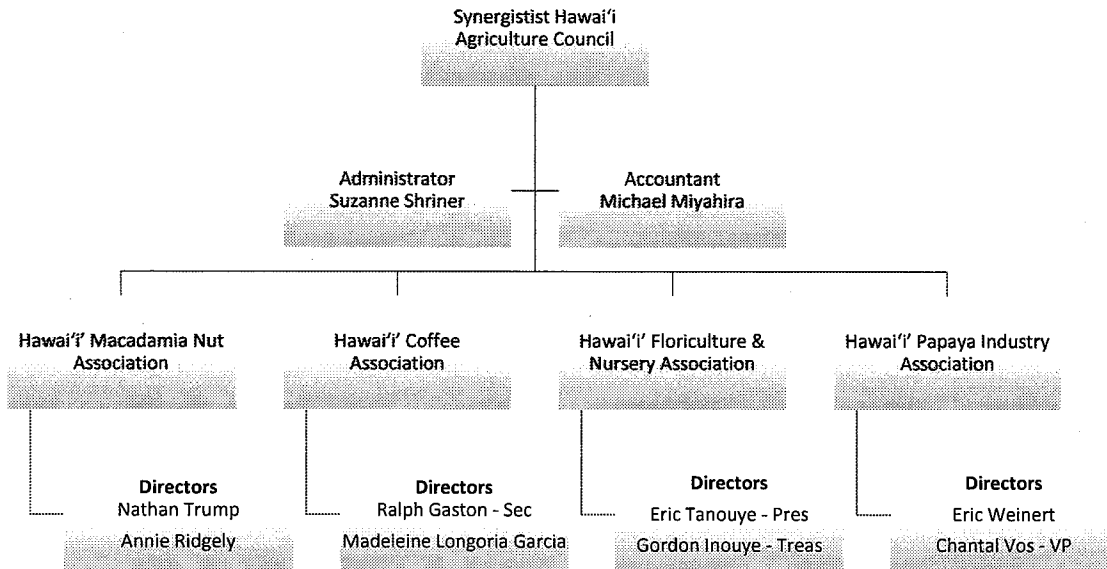 Synergistist Hawai‘i
Agriculture Council
Administrator
Suzanne Shriner
Accountant
Michael Miyahira
Hawai‘i’ Macadamia Nut
Association
Hawai‘i’ Coffee
Association
Hawai‘i’ Floriculture &
Nursery Association
Hawai‘i’ Papaya Industry
Association
Directors
Nathan Trump
Annie Ridgely
Directors
Ralph Gaston - Sec
Madeleine Longoria Garcia
Directors
Eric Tanouye - Pres
Gordon Inouye - Treas
Directors
Eric Weinert
Chantal Vos - VP